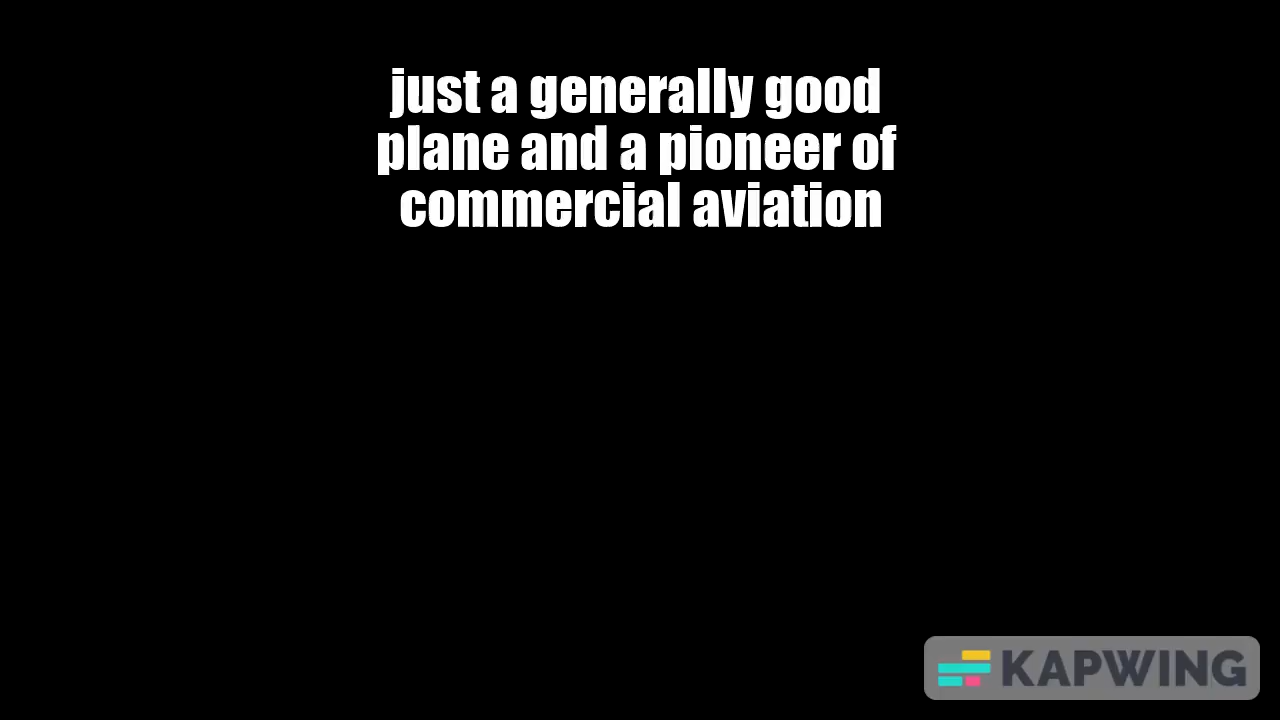 just a generally good
plane and a pioneer of
commercial aviation
KAPWING